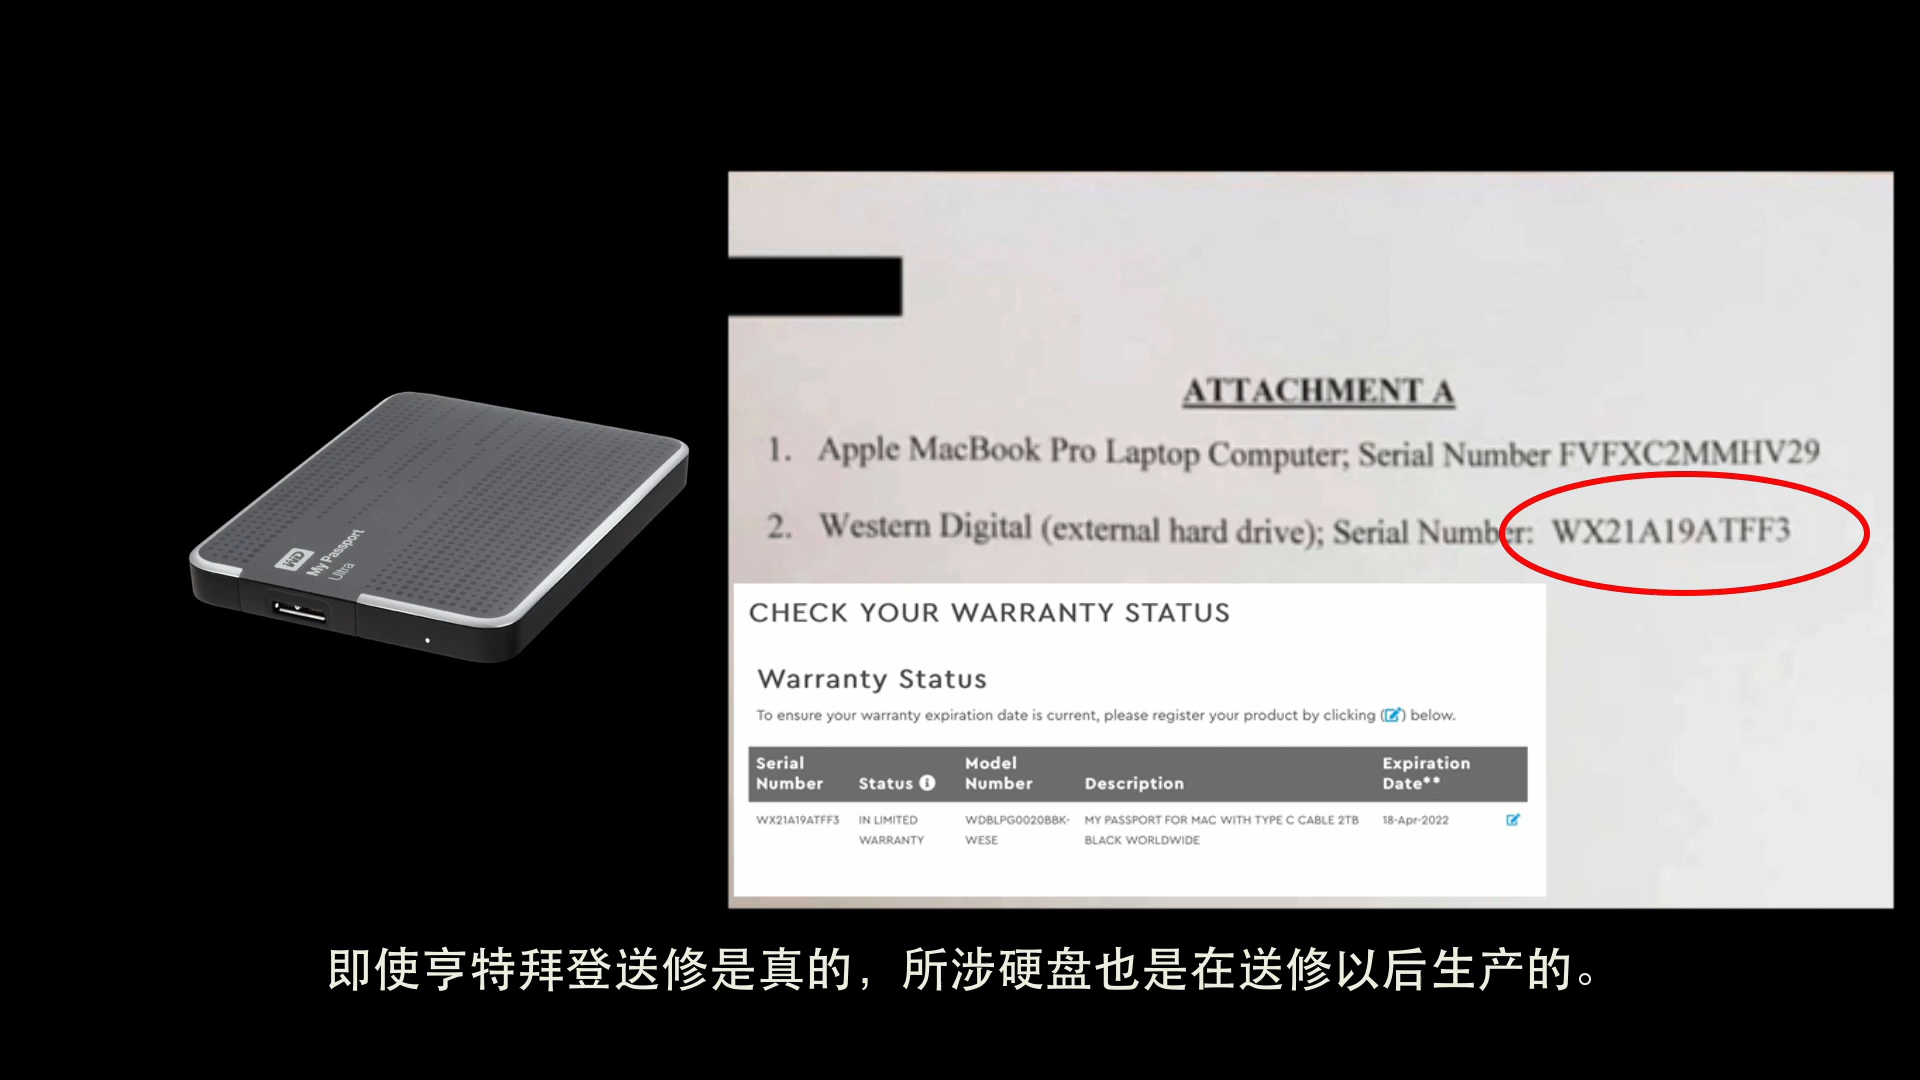 ATTACHMENT A
1. Apple MacBook Pro Laptop Computer; Serial Number FVFXC2MMHV29
2. Western Digital (external hard drive); Serial Number: WX21A19ATFF3
WD
My Passport
Ultra
CHECK YOUR WARRANTY STATUS
Warranty Status
To ensure your warranty expiration date is current, please register your product by clicking () below.
Serial Number Status Model Number Description Expiration Date**
WX21A19ATFF3 IN LIMITED WDBLPG0020BBK- MY PASSPORT FOR MAC WITH TYPE C CABLE 2TB 18-Apr-2022
WARRANTY WESE BLACK WORLDWIDE
即使亨特拜登送修是真的，所涉硬盘也是在送修以后生产的。